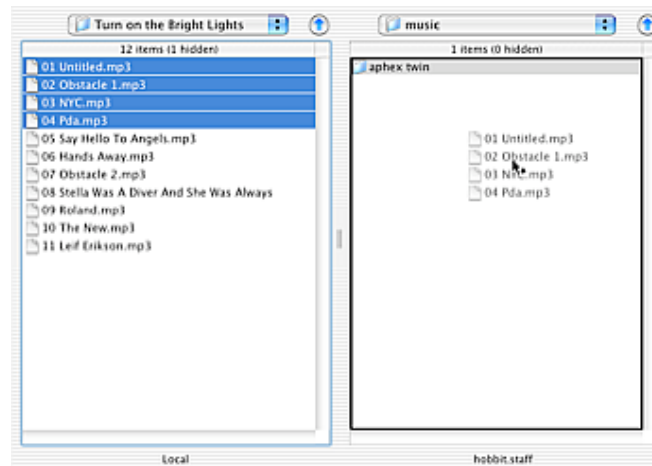 Turn on the Bright Lights
12 items (1 hidden)
01 Untitled.mp3
02 Obstacle 1.mp3
03 NYC.mp3
04 Pda.mp3
05 Say Hello To Angels.mp3
06 Hands Away.mp3
07 Obstacle 2.mp3
08 Stella Was A Diver And She Was Always
09 Roland.mp3
10 The New.mp3
11 Leif Erikson.mp3
Local
music
1 items (0 hidden)
aphex twin
01 Untitled.mp3
02 Obstacle 1.mp3
03 NYC.mp3
04 Pda.mp3
hobbit.staff